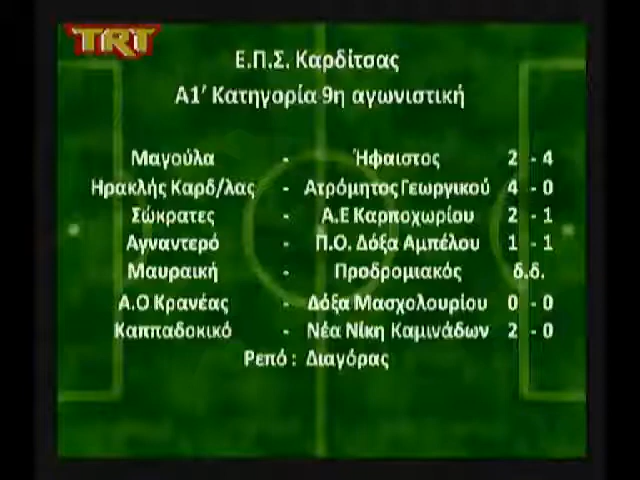 TRT
Ε.Π.Σ. Καρδίτσας
Α1' Κατηγορία 9η αγωνιστική
Μαγούλα - Ήφαιστος 2 - 4
Ηρακλής Καρδ/λας - Ατρόμητος Γεωργικού 4 - 0
Σώκρατες - Α.Ε Καρποχωρίου 2 - 1
Αγναντερό - Π.Ο. Δόξα Αμπέλου 1 - 1
Μαυραική - Προδρομιακός δ.δ.
Α.Ο Κρανέας - Δόξα Μασχολουρίου 0 - 0
Καππαδοκικό - Νέα Νίκη Καμινάδων 2 - 0
Ρεπό : Διαγόρας